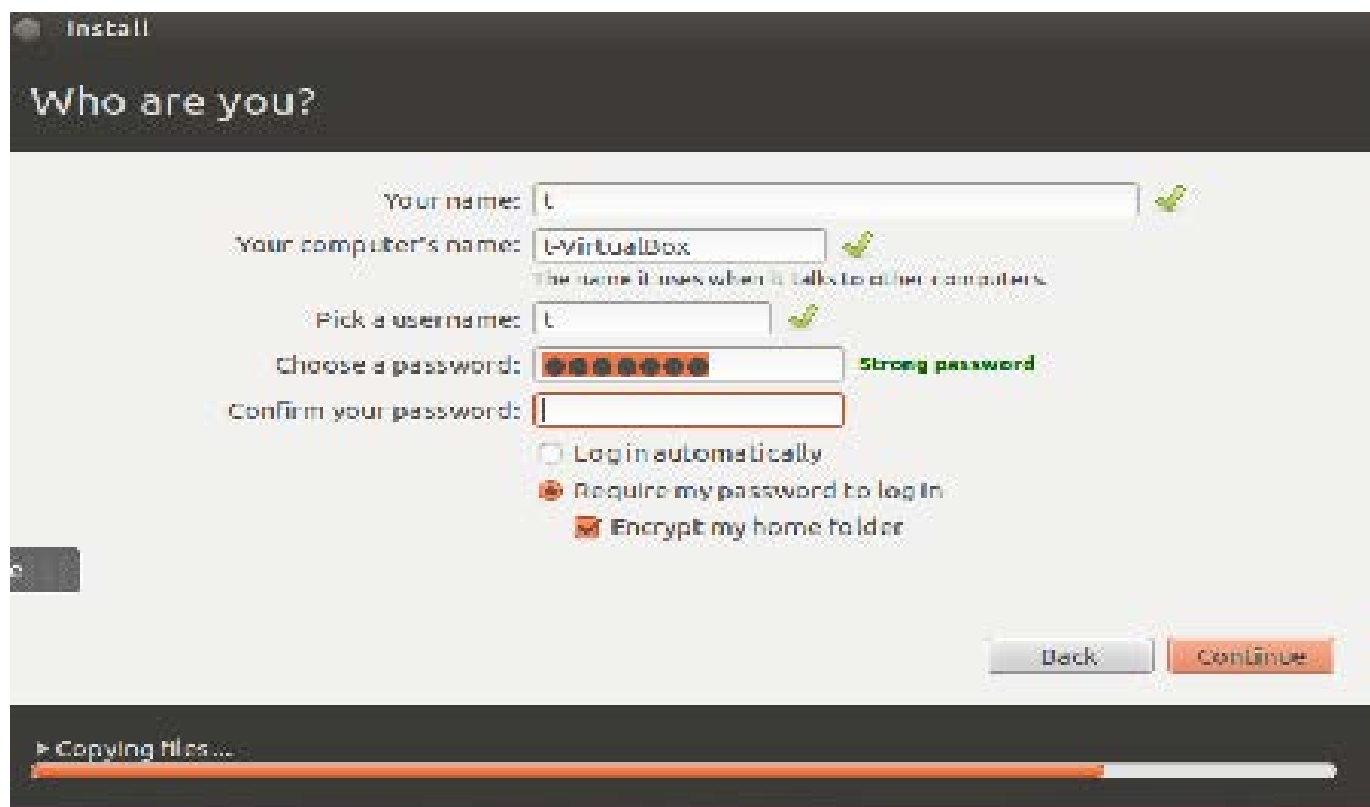 Install
Who are you?
Your name: t
Your computer's name: t-VirtualBox
The name it uses when it talks to other computers.
Pick a username: t
Choose a password: ●●●●●●● Strong password
Confirm your password:
Log in automatically
Require my password to log in
Encrypt my home folder
e
Back Continue
Copying files...